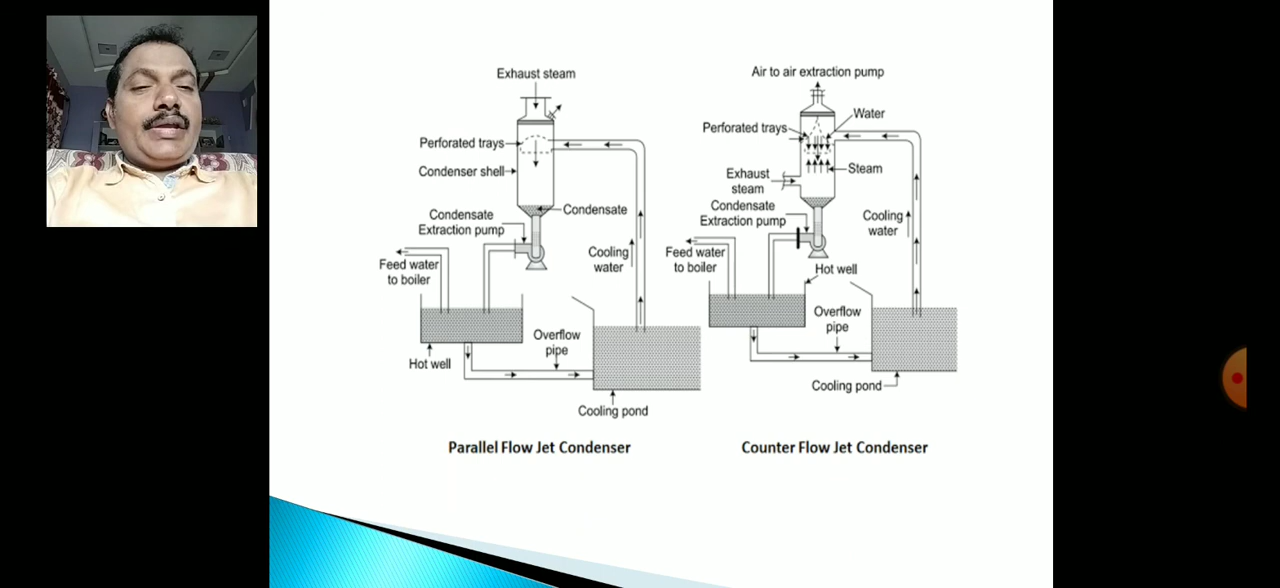 Exhaust steam
Perforated trays
Condenser shell
Condensate
Condensate
Extraction pump
Feed water
to boiler
Cooling
water
Hot well
Overflow
pipe
Cooling pond
Parallel Flow Jet Condenser
Air to air extraction pump
Water
Perforated trays
Steam
Exhaust
steam
Condensate
Extraction pump
Cooling
water
Feed water
to boiler
Hot well
Overflow
pipe
Cooling pond
Counter Flow Jet Condenser